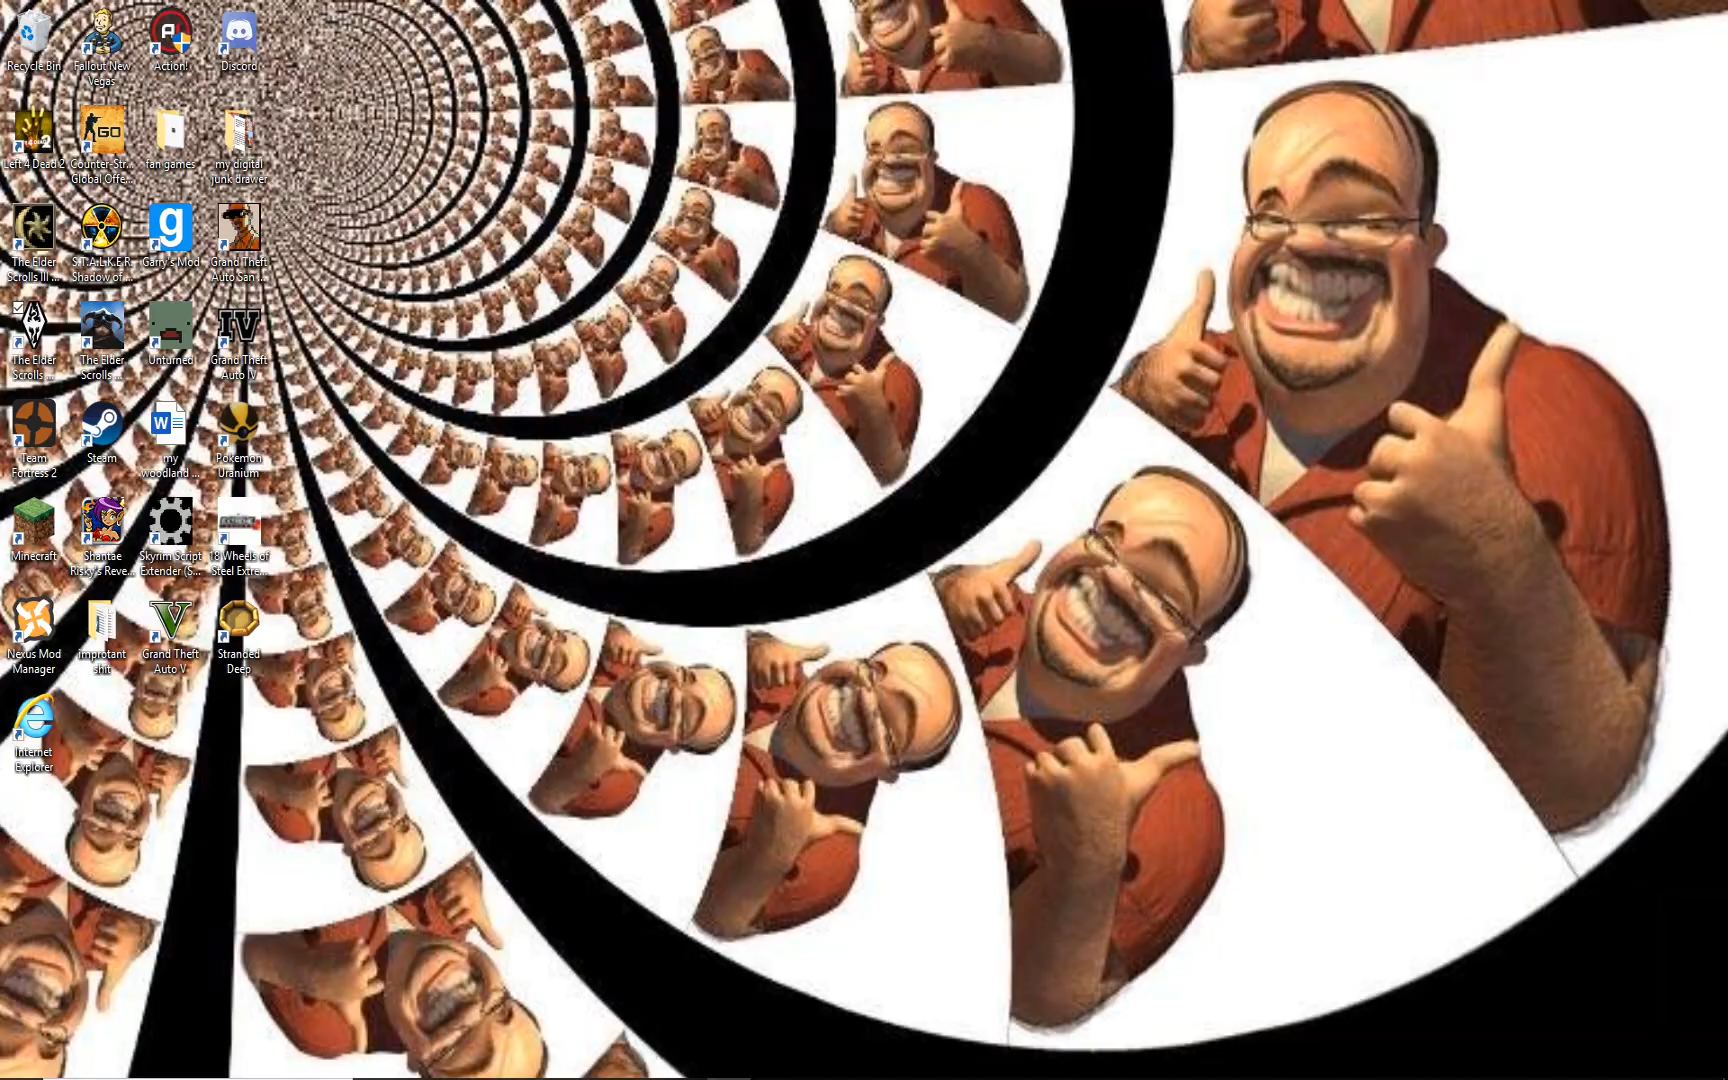 Recycle Bin
Fallout New
Vegas
Action!
Discord
Left 4 Dead 2
GO
Counter-Str...
Global Offe...
fan games
my digital
junk drawer
The Elder
Scrolls III ...
S.T.A.L.K.E.R.
Shadow of ...
g
Garry's Mod
Grand Theft
Auto San ...
The Elder
Scrolls ...
The Elder
Scrolls ...
Unturned
IV
Grand Theft
Auto IV
Team
Fortress 2
Steam
W
my
woodland ...
Pokemon
Uranium
Minecraft
Shantae
Risky's Reve...
Skyrim Script
Extender (S...
18 Wheels of
Steel Extre...
Nexus Mod
Manager
improtant
shit
V
Grand Theft
Auto V
Stranded
Deep
Internet
Explorer